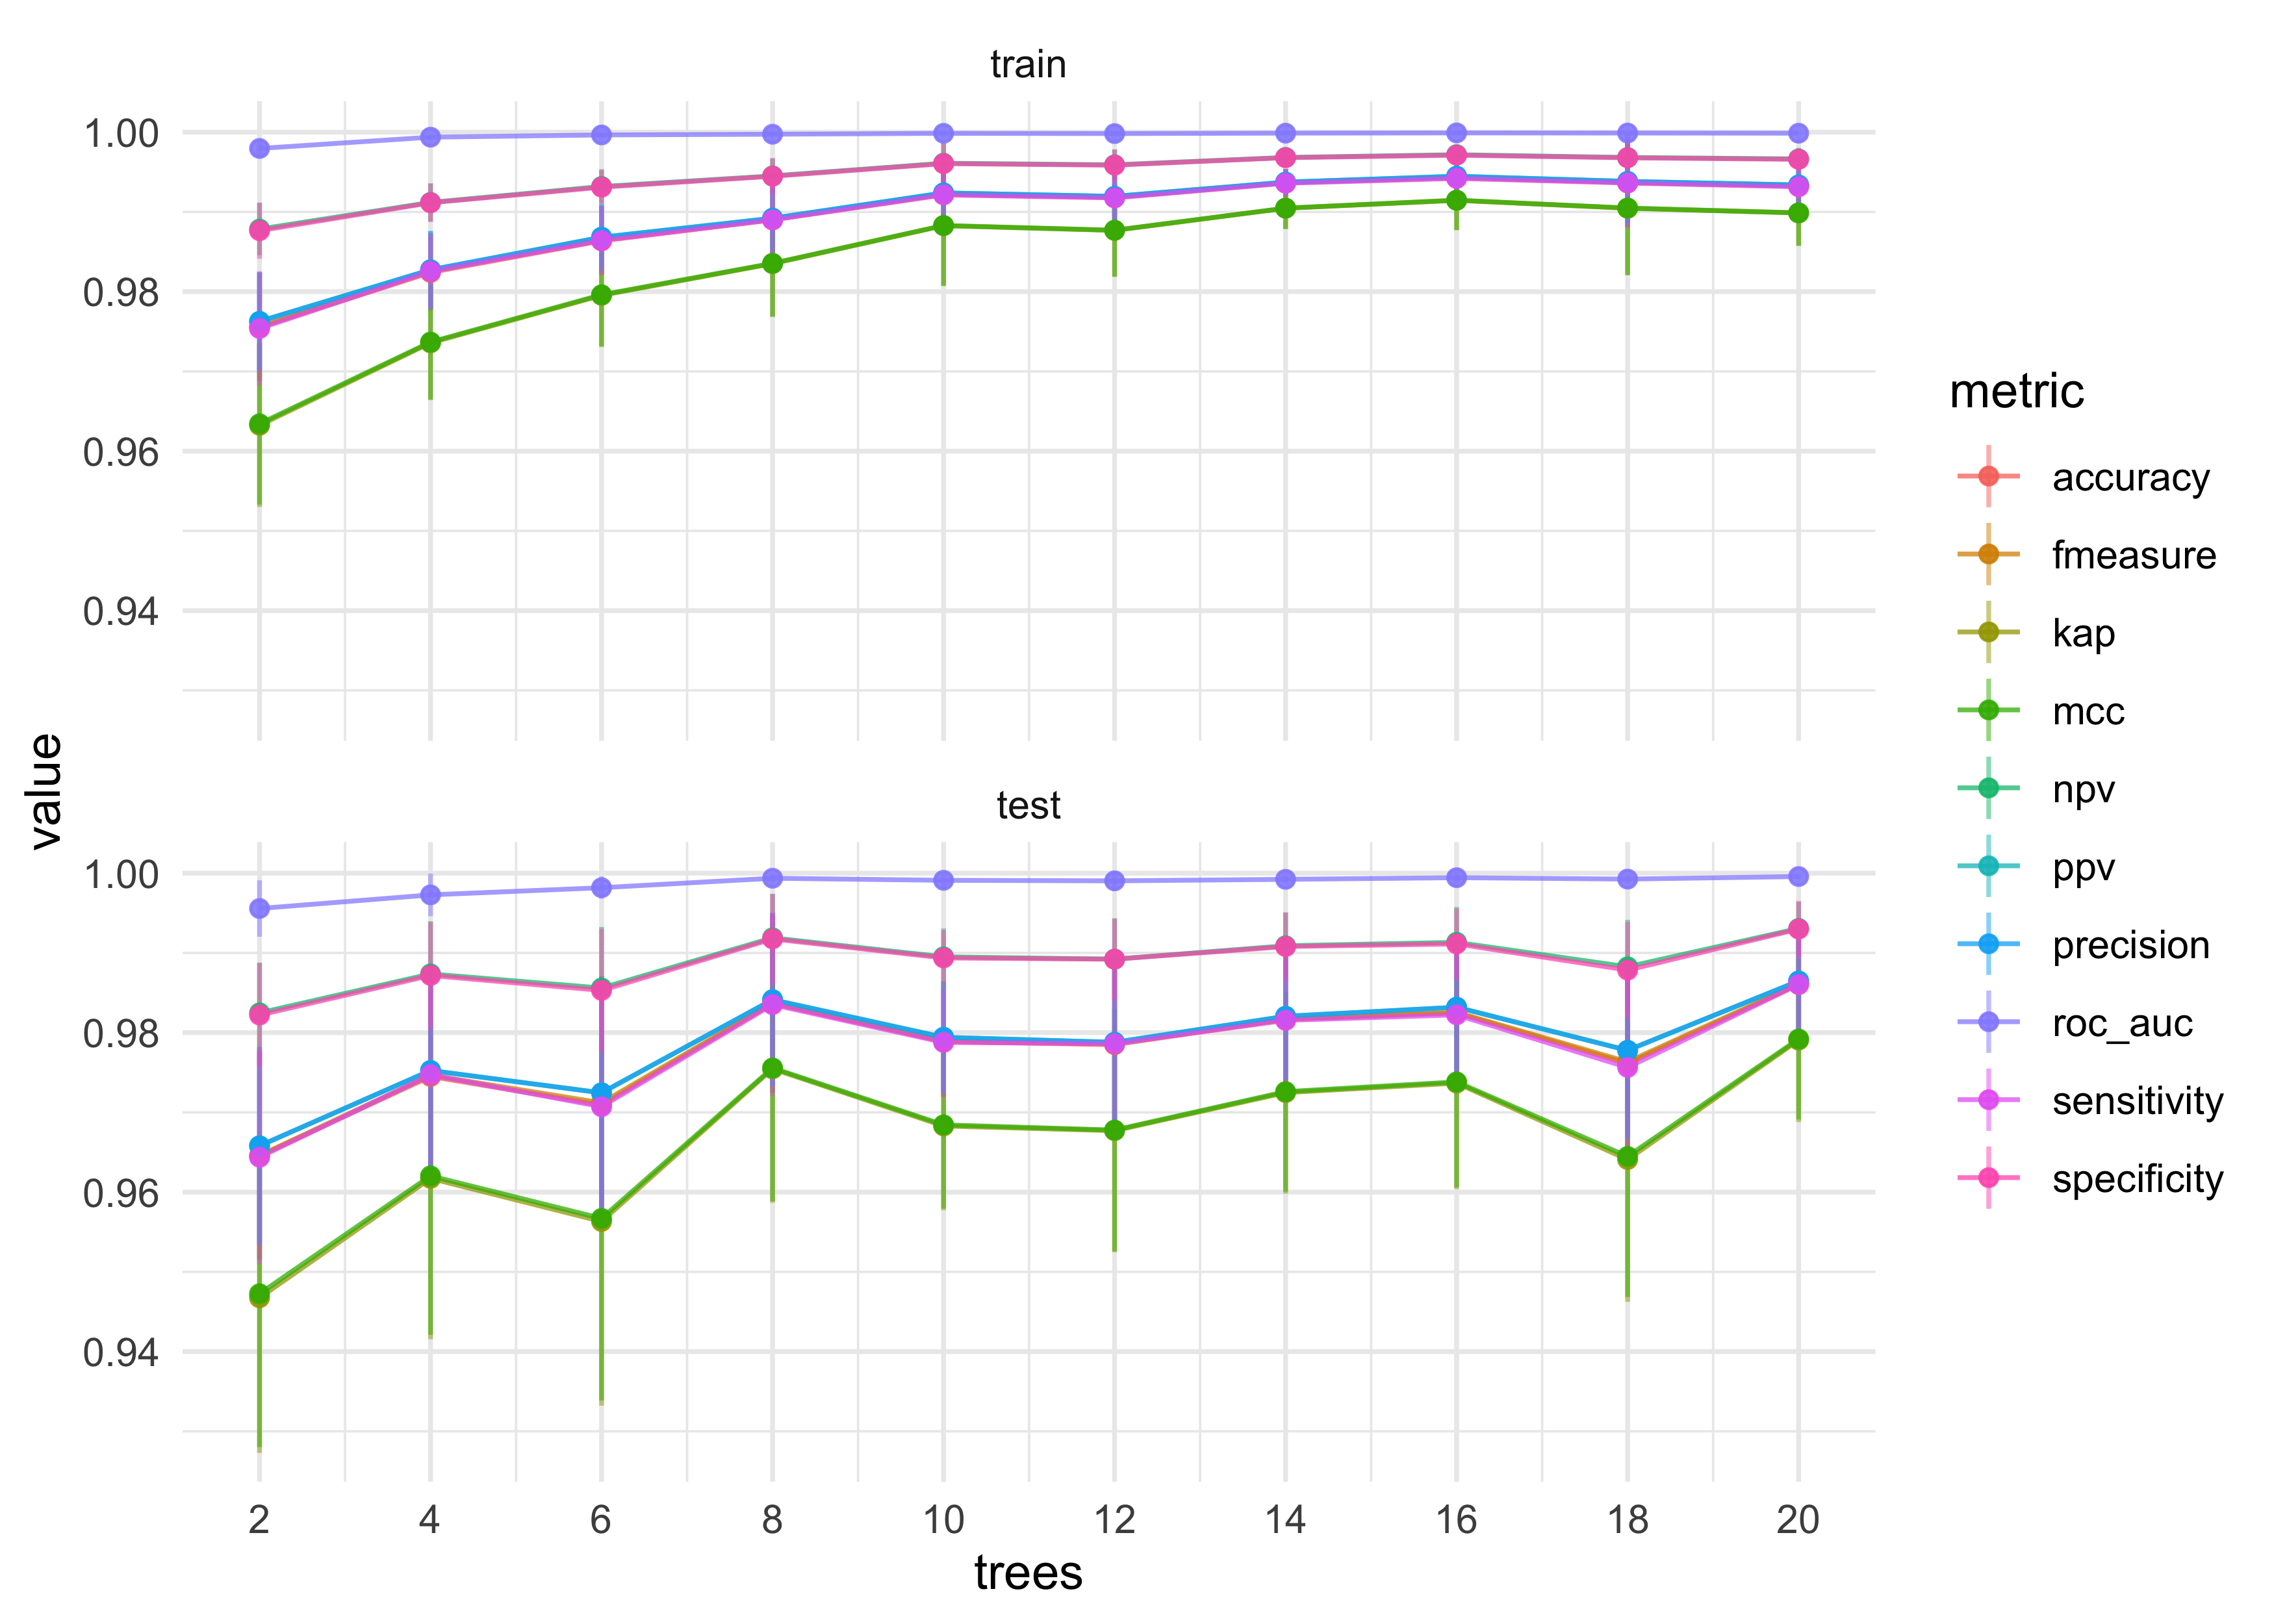 train
1.00
0.98
0.96
0.94
value
test
1.00
0.98
0.96
0.94
2 4 6 8 10 12 14 16 18 20
trees
metric
accuracy
fmeasure
kap
mcc
npv
ppv
precision
roc_auc
sensitivity
specificity